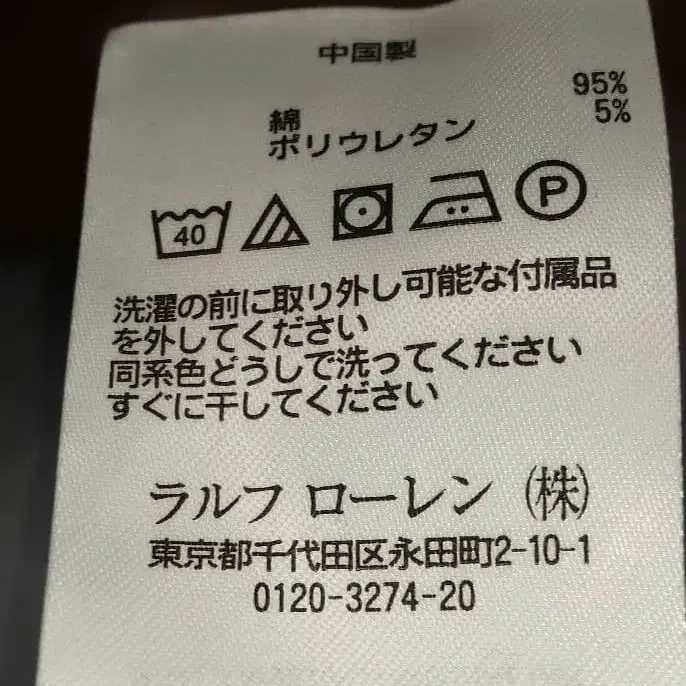 中国製
綿 95%
ポリウレタン 5%
40 P
洗濯の前に取り外し可能な付属品
を外してください
同系色どうしで洗ってください
すぐに干してください
ラルフ ローレン (株)
東京都千代田区永田町2-10-1
0120-3274-20